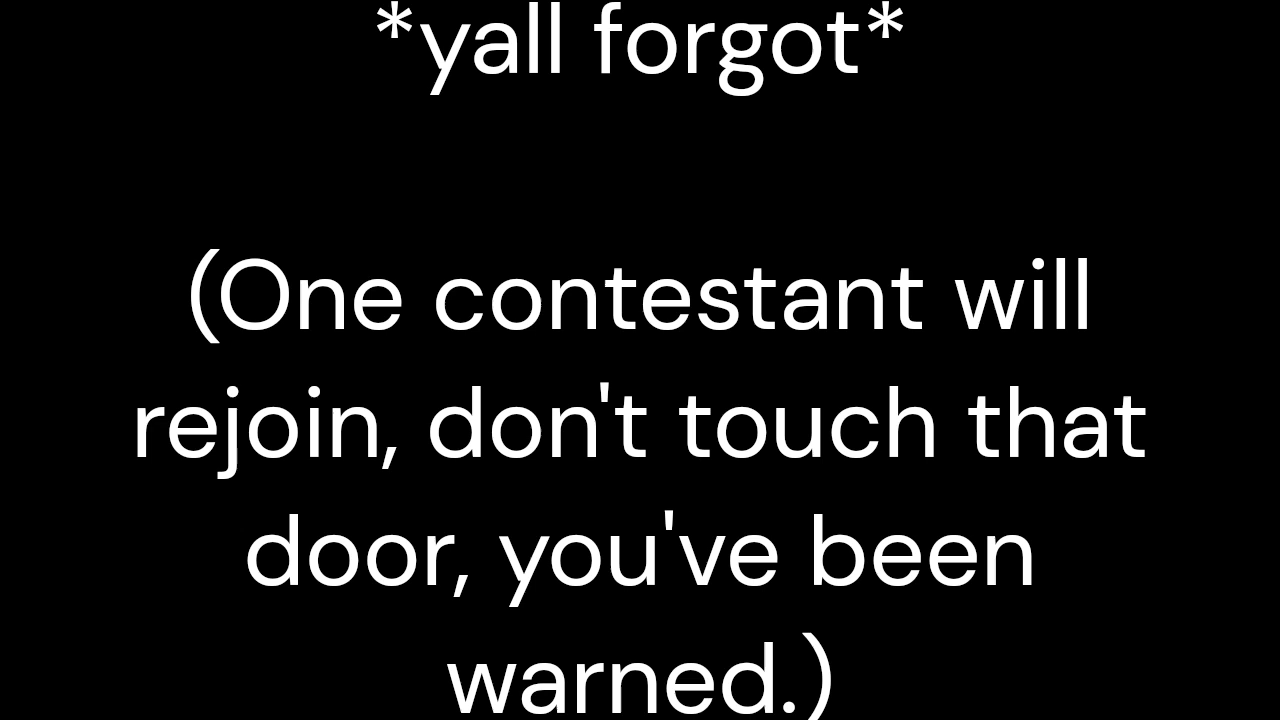 *yall forgot*
(One contestant will
rejoin, don't touch that
door, you've been
warned.)